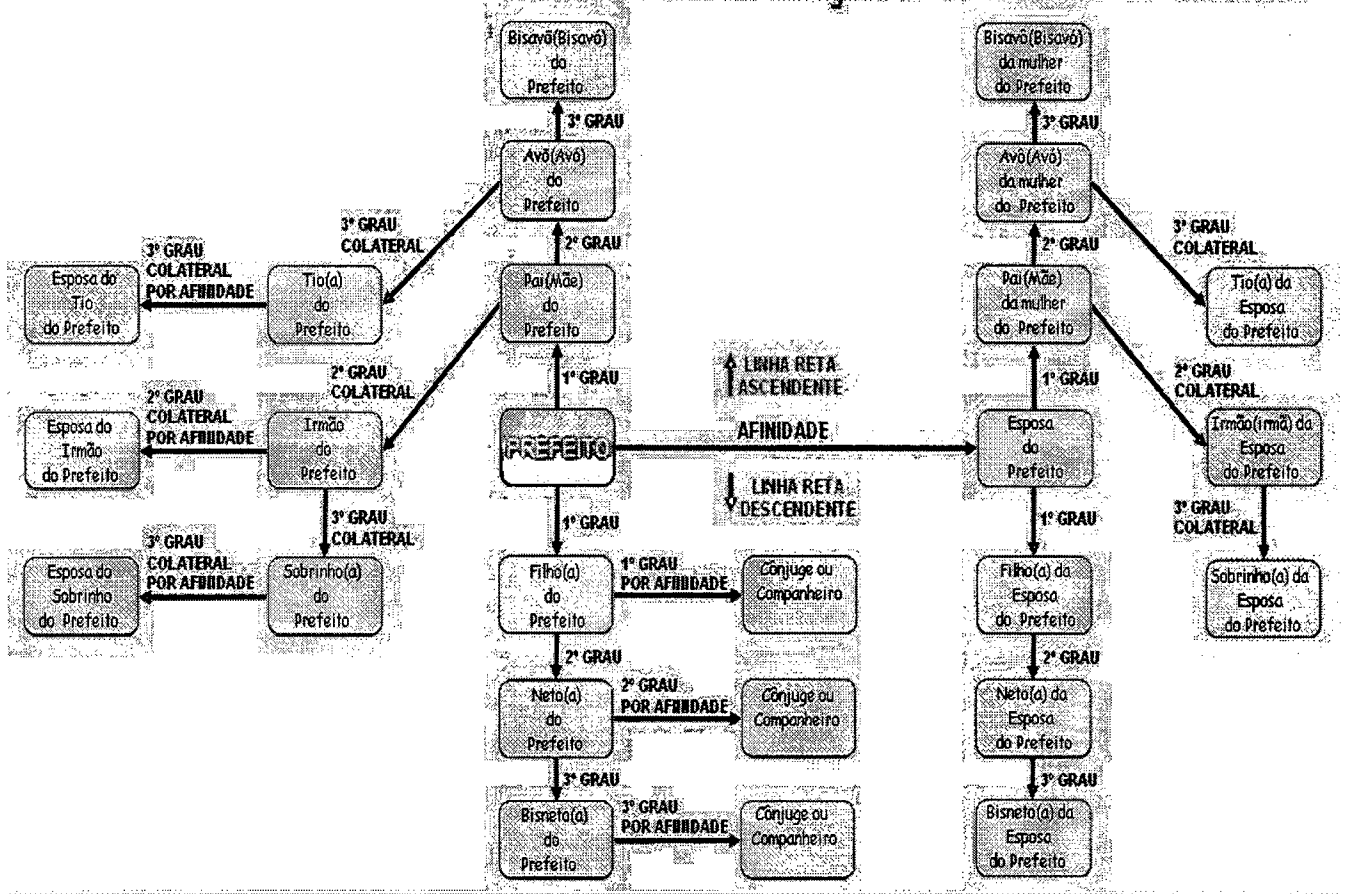 Bisavô(Bisavó)
do
Prefeito
3º GRAU
Avô(Avó)
do
Prefeito
2º GRAU
3º GRAU
COLATERAL
Pai(Mãe)
do
Prefeito
Tio(a)
do
Prefeito
3º GRAU
COLATERAL
POR AFINIDADE
Esposa do
Tio
do Prefeito
1º GRAU
2º GRAU
COLATERAL
PREFEITO
Irmão
do
Prefeito
2º GRAU
COLATERAL
POR AFINIDADE
Esposa do
Irmão
do Prefeito
3º GRAU
COLATERAL
Sobrinho(a)
do
Prefeito
3º GRAU
COLATERAL
POR AFINIDADE
Esposa do
Sobrinho
do Prefeito
1º GRAU
Filho(a)
do
Prefeito
1º GRAU
POR AFINIDADE
Cônjuge ou
Companheiro
2º GRAU
Neto(a)
do
Prefeito
2º GRAU
POR AFINIDADE
Cônjuge ou
Companheiro
3º GRAU
Bisneto(a)
do
Prefeito
3º GRAU
POR AFINIDADE
Cônjuge ou
Companheiro
LINHA RETA
ASCENDENTE
AFINIDADE
LINHA RETA
DESCENDENTE
Bisavô(Bisavó)
da mulher
do Prefeito
3º GRAU
Avô(Avó)
da mulher
do Prefeito
2º GRAU
3º GRAU
COLATERAL
Pai(Mãe)
da mulher
do Prefeito
Tio(a) da
Esposa
do Prefeito
1º GRAU
2º GRAU
COLATERAL
Esposa
do
Prefeito
Irmão(irmã) da
Esposa
do Prefeito
1º GRAU
3º GRAU
COLATERAL
Filho(a) da
Esposa
do Prefeito
Sobrinho(a) da
Esposa
do Prefeito
2º GRAU
Neto(a) da
Esposa
do Prefeito
3º GRAU
Bisneto(a) da
Esposa
do Prefeito